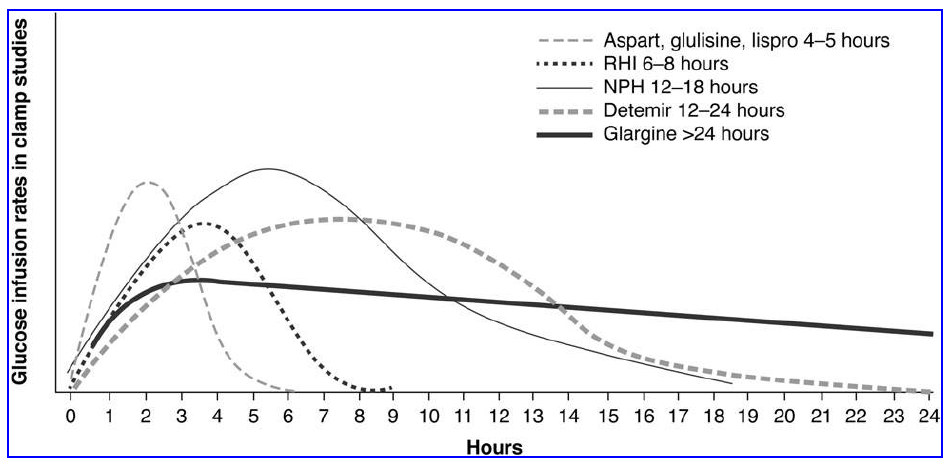 Glucose infusion rates in clamp studies
Aspart, glulisine, lispro 4–5 hours
RHI 6–8 hours
NPH 12–18 hours
Detemir 12–24 hours
Glargine >24 hours
0 1 2 3 4 5 6 7 8 9 10 11 12 13 14 15 16 17 18 19 20 21 22 23 24
Hours